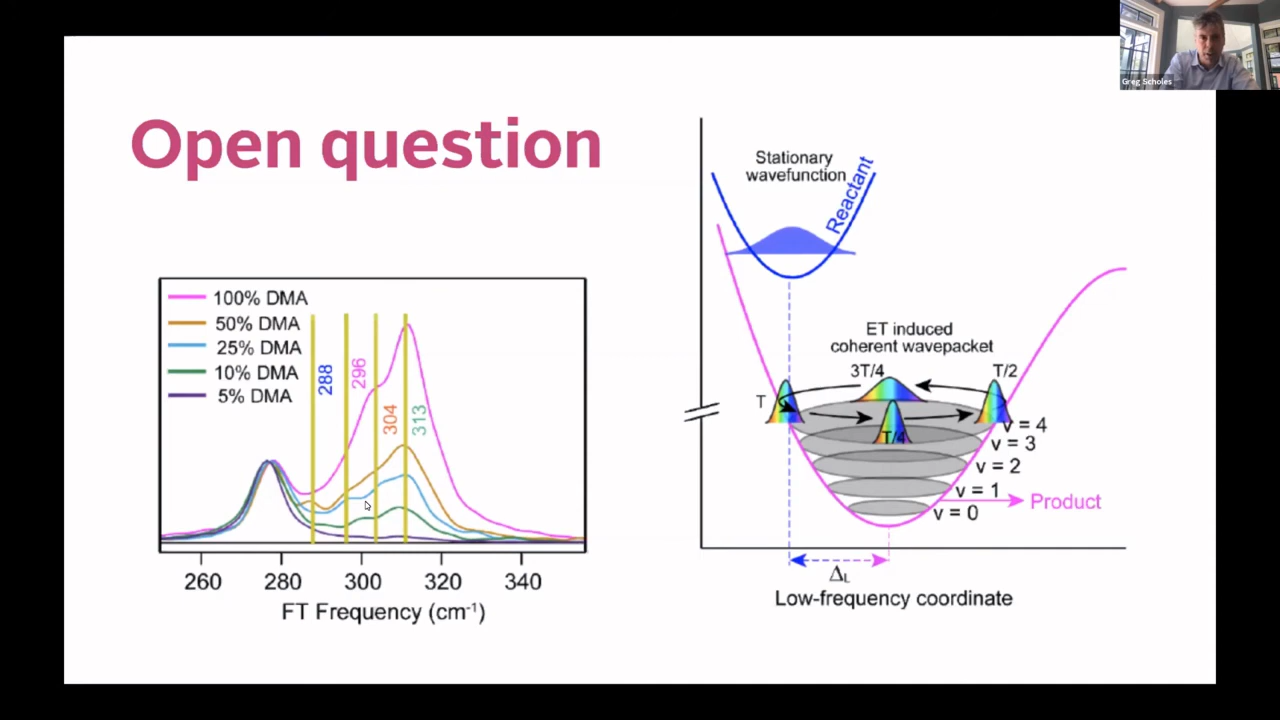 Greg Scholes
Open question
100% DMA
50% DMA
25% DMA
10% DMA
5% DMA
288
296
304
313
260 280 300 320 340
FT Frequency (cm⁻¹)
Stationary
wavefunction
Reactant
ET induced
coherent wavepacket
3T/4
T/2
T
T/4
v = 4
v = 3
v = 2
v = 1
v = 0
Product
ΔL
Low-frequency coordinate